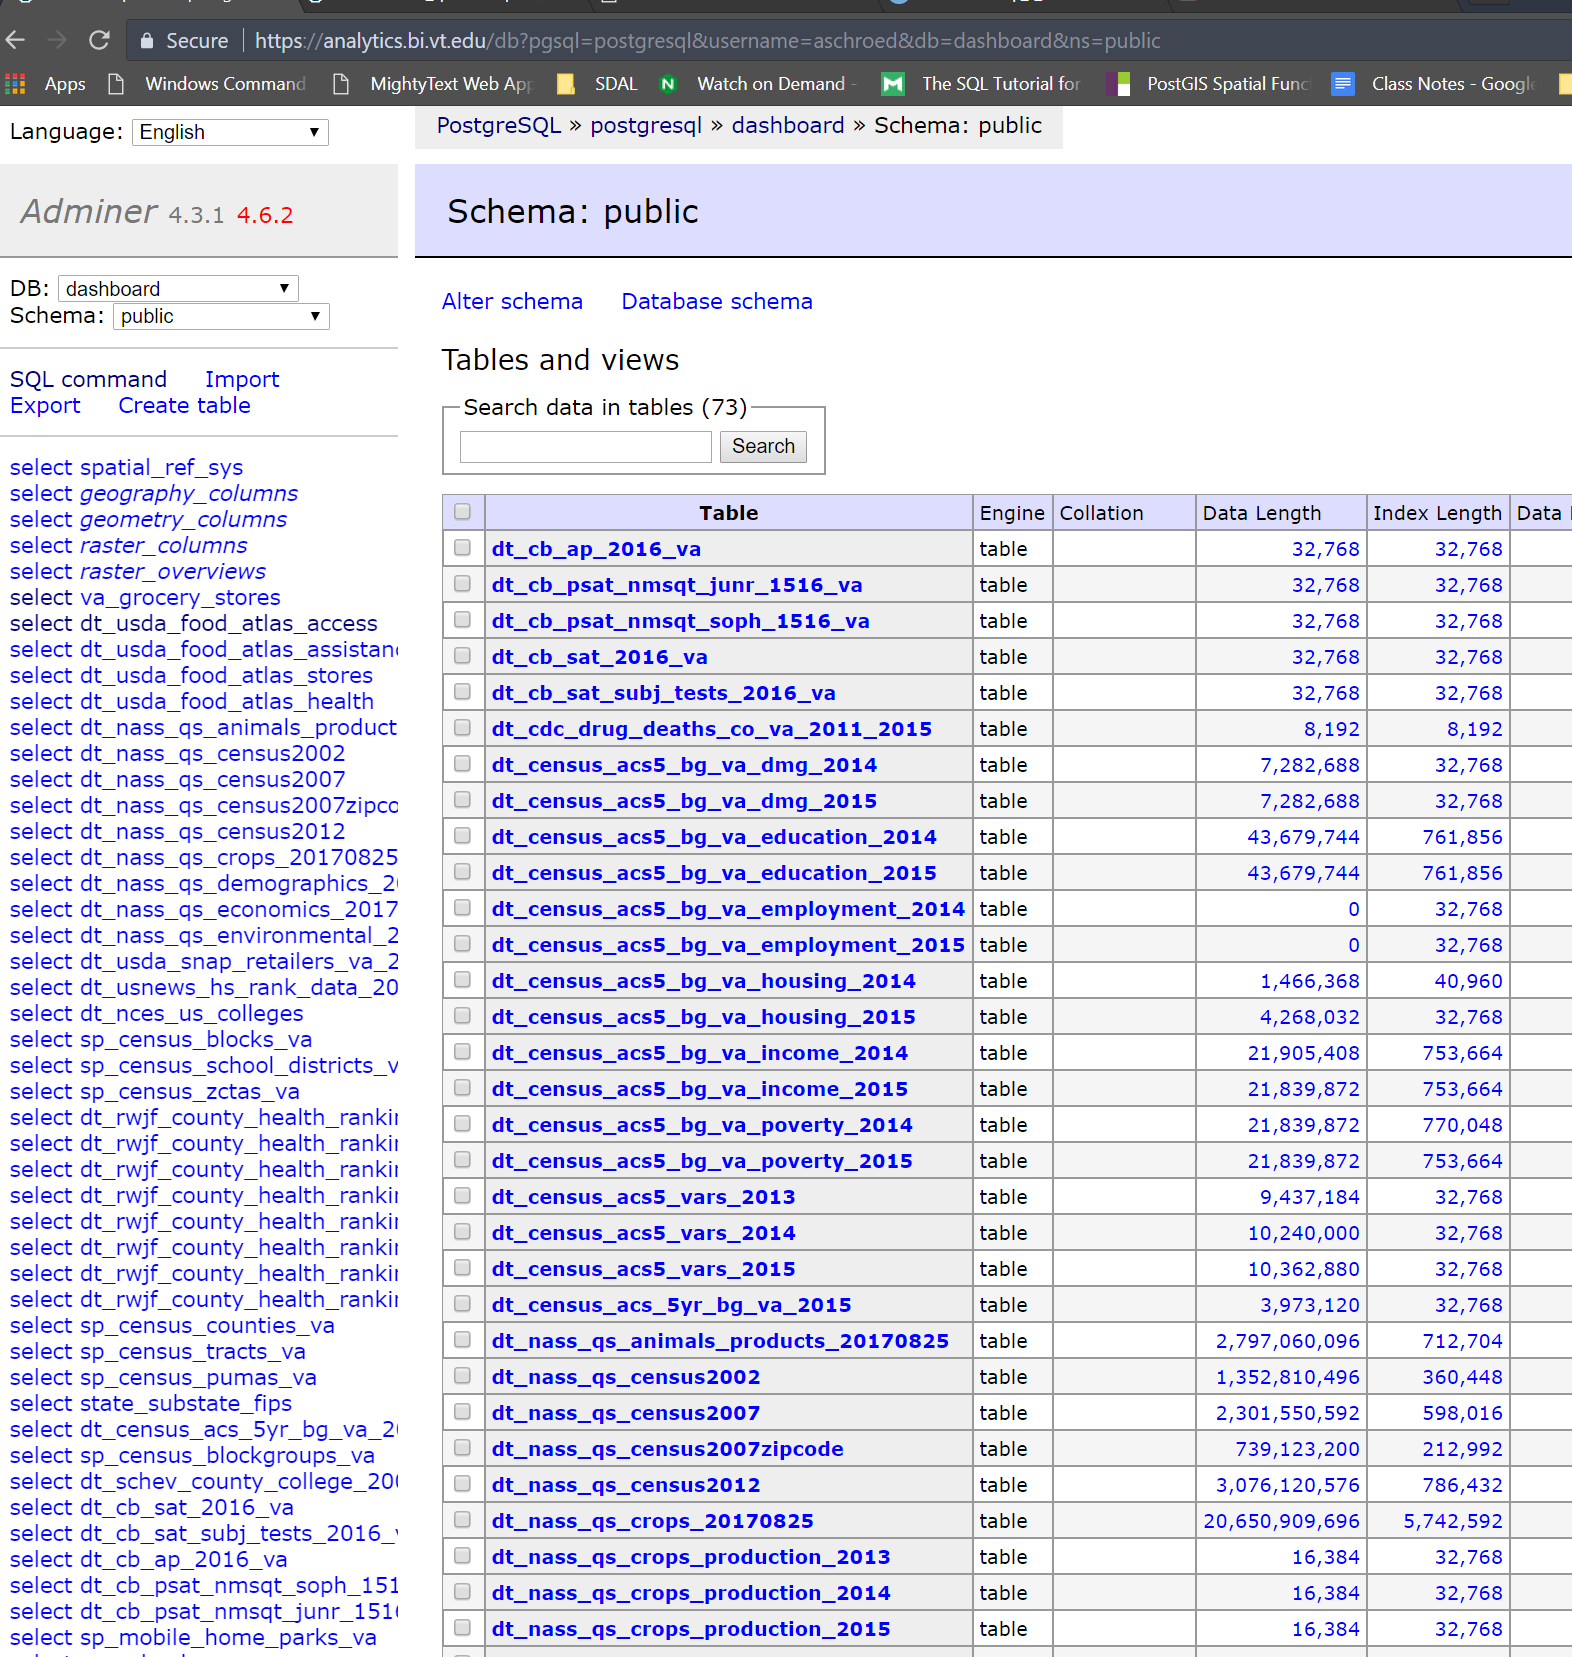 Secure https://analytics.bi.vt.edu/db?pgsql=postgresql&username=aschroed&db=dashboard&ns=public
Apps Windows Command MightyText Web App SDAL Watch on Demand - The SQL Tutorial for PostGIS Spatial Func Class Notes - Google
Language: English
PostgreSQL » postgresql » dashboard » Schema: public
Adminer 4.3.1 4.6.2
Schema: public
DB: dashboard
Schema: public
Alter schema Database schema
Tables and views
SQL command Import
Export Create table
Search data in tables (73)
Search
select spatial_ref_sys
select geography_columns
select geometry_columns
select raster_columns
select raster_overviews
select va_grocery_stores
select dt_usda_food_atlas_access
select dt_usda_food_atlas_assistan
select dt_usda_food_atlas_stores
select dt_usda_food_atlas_health
select dt_nass_qs_animals_product
select dt_nass_qs_census2002
select dt_nass_qs_census2007
select dt_nass_qs_census2007zipco
select dt_nass_qs_census2012
select dt_nass_qs_crops_20170825
select dt_nass_qs_demographics_20
select dt_nass_qs_economics_2017
select dt_nass_qs_environmental_2
select dt_usda_snap_retailers_va_2
select dt_usnews_hs_rank_data_20
select dt_nces_us_colleges
select sp_census_blocks_va
select sp_census_school_districts_v
select sp_census_zctas_va
select dt_rwjf_county_health_rankin
select dt_rwjf_county_health_rankin
select dt_rwjf_county_health_rankin
select dt_rwjf_county_health_rankin
select dt_rwjf_county_health_rankin
select dt_rwjf_county_health_rankin
select dt_rwjf_county_health_rankin
select dt_rwjf_county_health_rankin
select sp_census_counties_va
select sp_census_tracts_va
select sp_census_pumas_va
select state_substate_fips
select dt_census_acs_5yr_bg_va_20
select sp_census_blockgroups_va
select dt_schev_county_college_200
select dt_cb_sat_2016_va
select dt_cb_sat_subj_tests_2016_v
select dt_cb_ap_2016_va
select dt_cb_psat_nmsqt_soph_151
select dt_cb_psat_nmsqt_junr_1516
select sp_mobile_home_parks_va
Table Engine Collation Data Length Index Length Data
dt_cb_ap_2016_va table 32,768 32,768
dt_cb_psat_nmsqt_junr_1516_va table 32,768 32,768
dt_cb_psat_nmsqt_soph_1516_va table 32,768 32,768
dt_cb_sat_2016_va table 32,768 32,768
dt_cb_sat_subj_tests_2016_va table 32,768 32,768
dt_cdc_drug_deaths_co_va_2011_2015 table 8,192 8,192
dt_census_acs5_bg_va_dmg_2014 table 7,282,688 32,768
dt_census_acs5_bg_va_dmg_2015 table 7,282,688 32,768
dt_census_acs5_bg_va_education_2014 table 43,679,744 761,856
dt_census_acs5_bg_va_education_2015 table 43,679,744 761,856
dt_census_acs5_bg_va_employment_2014 table 0 32,768
dt_census_acs5_bg_va_employment_2015 table 0 32,768
dt_census_acs5_bg_va_housing_2014 table 1,466,368 40,960
dt_census_acs5_bg_va_housing_2015 table 4,268,032 32,768
dt_census_acs5_bg_va_income_2014 table 21,905,408 753,664
dt_census_acs5_bg_va_income_2015 table 21,839,872 753,664
dt_census_acs5_bg_va_poverty_2014 table 21,839,872 770,048
dt_census_acs5_bg_va_poverty_2015 table 21,839,872 753,664
dt_census_acs5_vars_2013 table 9,437,184 32,768
dt_census_acs5_vars_2014 table 10,240,000 32,768
dt_census_acs5_vars_2015 table 10,362,880 32,768
dt_census_acs_5yr_bg_va_2015 table 3,973,120 32,768
dt_nass_qs_animals_products_20170825 table 2,797,060,096 712,704
dt_nass_qs_census2002 table 1,352,810,496 360,448
dt_nass_qs_census2007 table 2,301,550,592 598,016
dt_nass_qs_census2007zipcode table 739,123,200 212,992
dt_nass_qs_census2012 table 3,076,120,576 786,432
dt_nass_qs_crops_20170825 table 20,650,909,696 5,742,592
dt_nass_qs_crops_production_2013 table 16,384 32,768
dt_nass_qs_crops_production_2014 table 16,384 32,768
dt_nass_qs_crops_production_2015 table 16,384 32,768